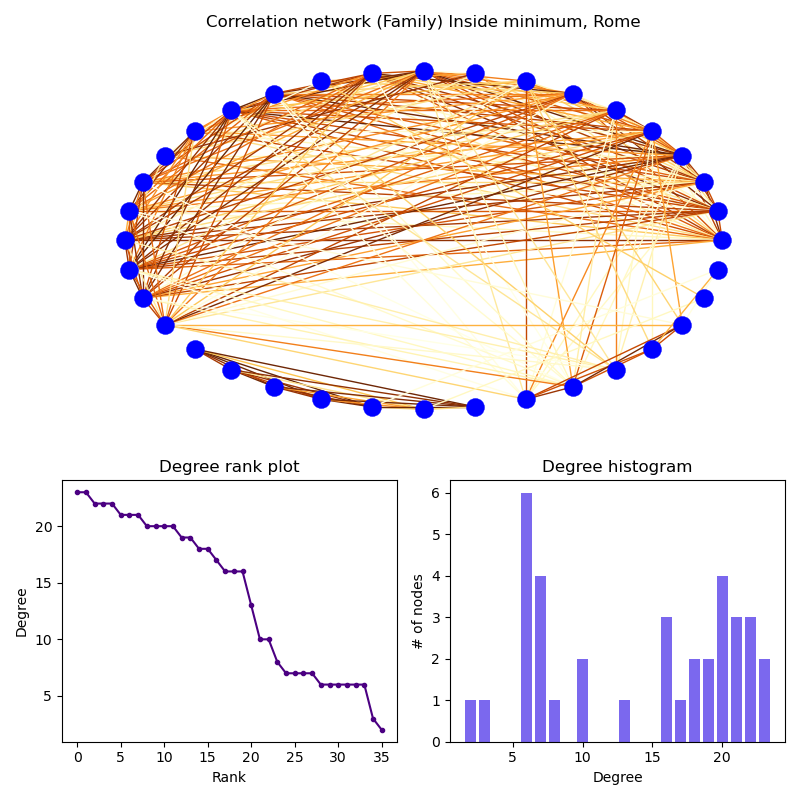 Correlation network (Family) Inside minimum, Rome
Degree rank plot
Degree histogram
20
15
10
5
Degree
0 5 10 15 20 25 30 35
Rank
6
5
4
3
2
1
0
# of nodes
5 10 15 20
Degree